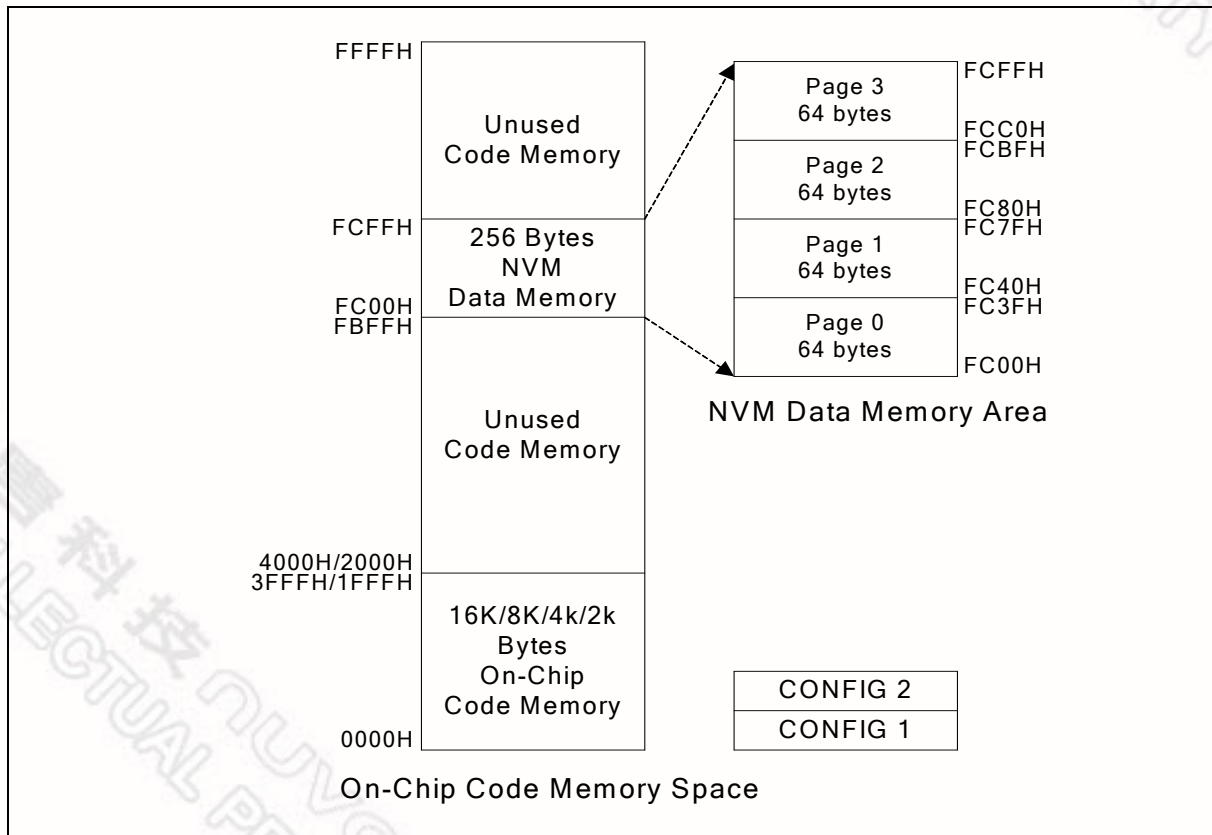 FFFFH
Unused
Code Memory
FCFFH
256 Bytes
NVM
Data Memory
FC00H
FBFFH
Unused
Code Memory
4000H/2000H
3FFFH/1FFFH
16K/8K/4k/2k
Bytes
On-Chip
Code Memory
0000H
On-Chip Code Memory Space
Page 3
64 bytes
FCFFH
FCC0H
FCBFH
Page 2
64 bytes
FC80H
FC7FH
Page 1
64 bytes
FC40H
FC3FH
Page 0
64 bytes
FC00H
NVM Data Memory Area
CONFIG 2
CONFIG 1
科技 nuvo